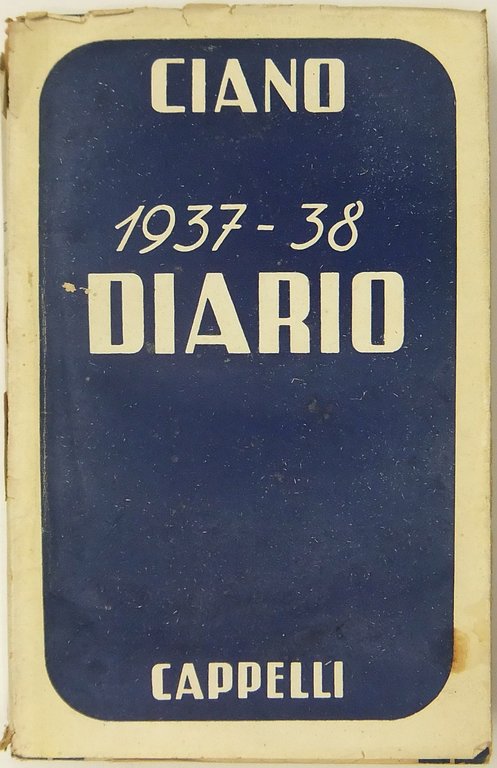 CIANO
1937-38
DIARIO
CAPPELLI